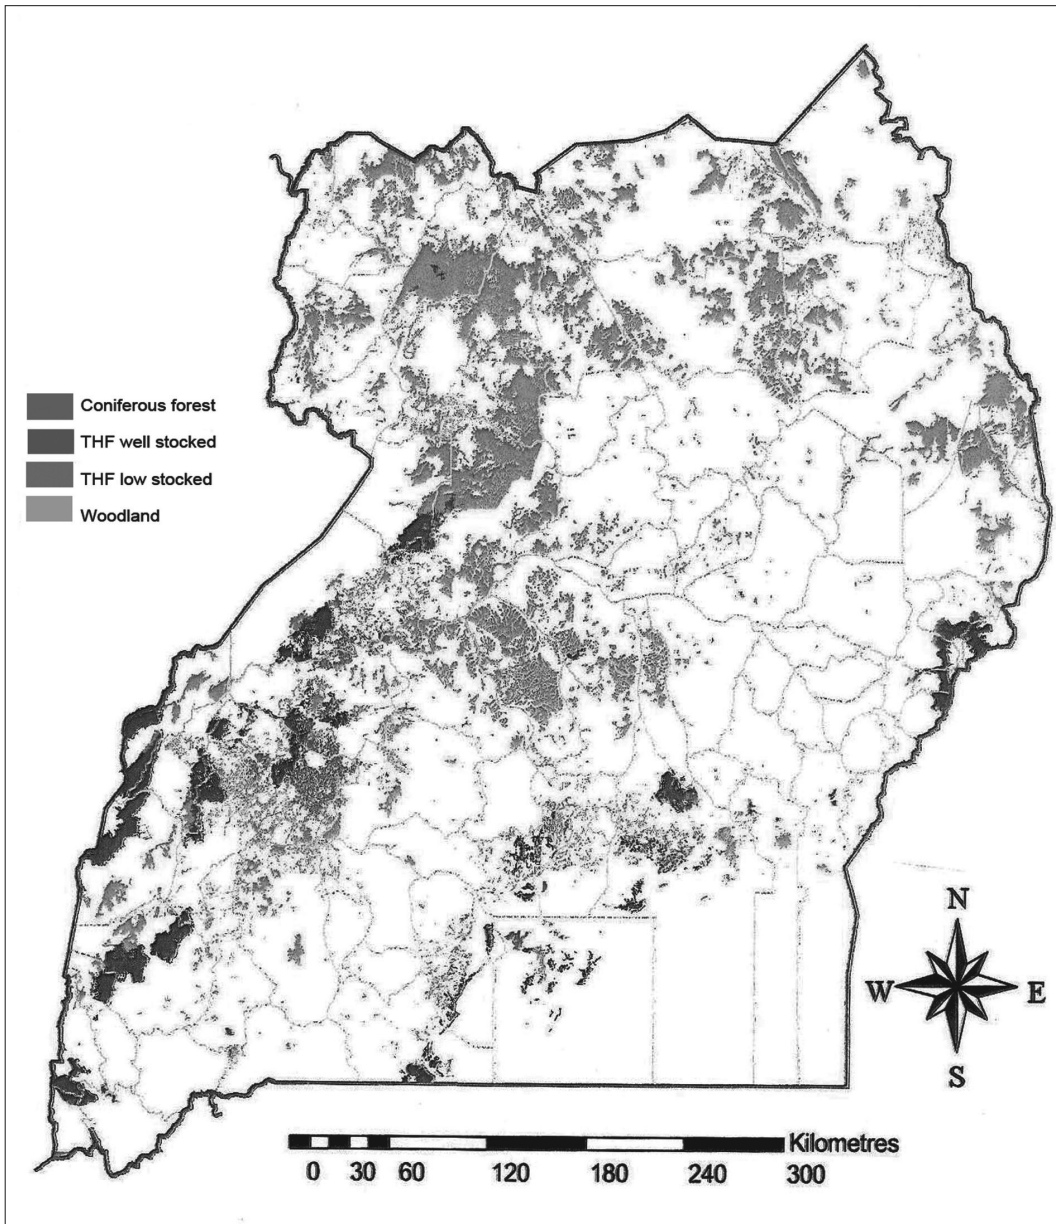 Coniferous forest
THF well stocked
THF low stocked
Woodland
N
W E
S
Kilometres
0 30 60 120 180 240 300